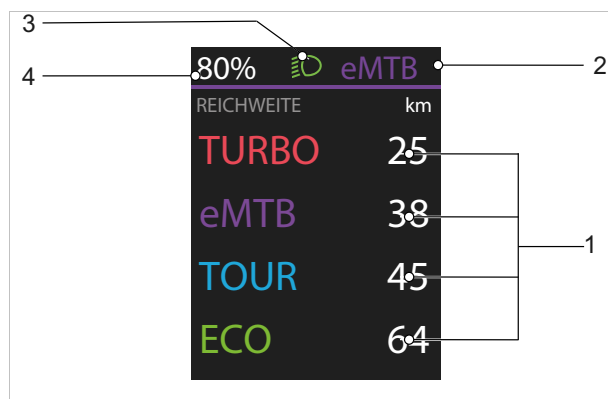 3
80% eMTB
4
2
REICHWEITE km
TURBO 25
eMTB 38
1
TOUR 45
ECO 64